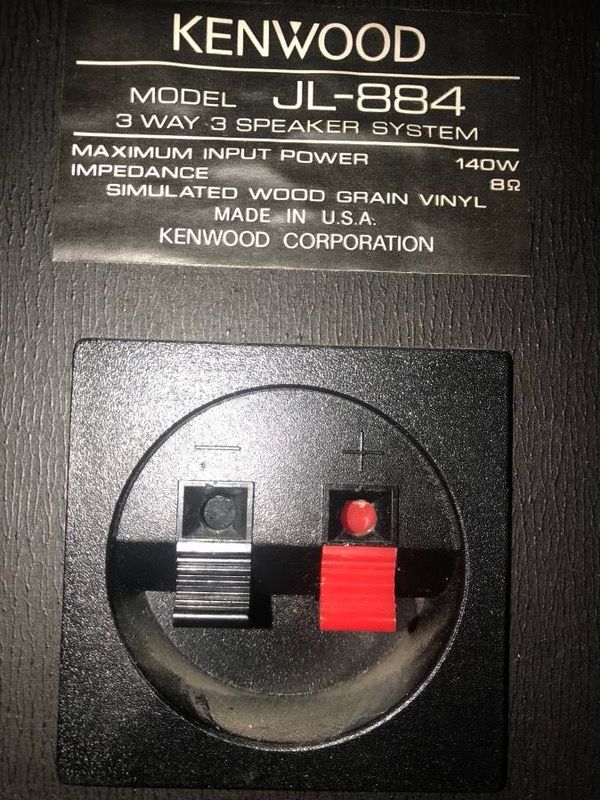 KENWOOD
MODEL JL-884
3 WAY 3 SPEAKER SYSTEM
MAXIMUM INPUT POWER 140W
IMPEDANCE 8Ω
SIMULATED WOOD GRAIN VINYL
MADE IN U.S.A.
KENWOOD CORPORATION
− +